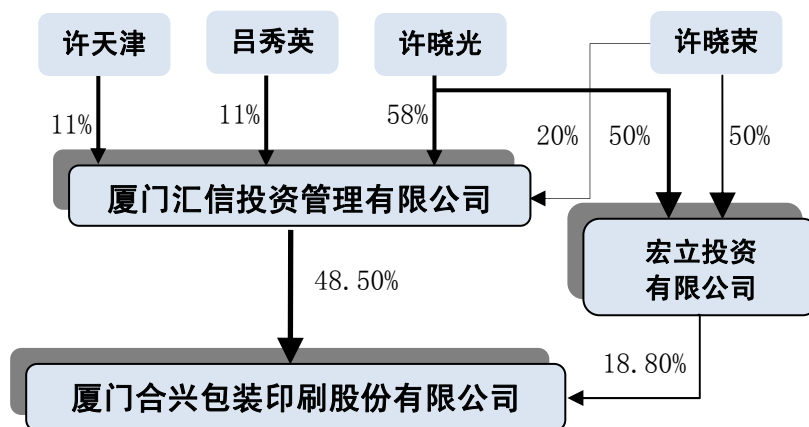 许天津
吕秀英
许晓光
许晓荣
11%
11%
58%
20%
50%
50%
厦门汇信投资管理有限公司
宏立投资
有限公司
48.50%
18.80%
厦门合兴包装印刷股份有限公司